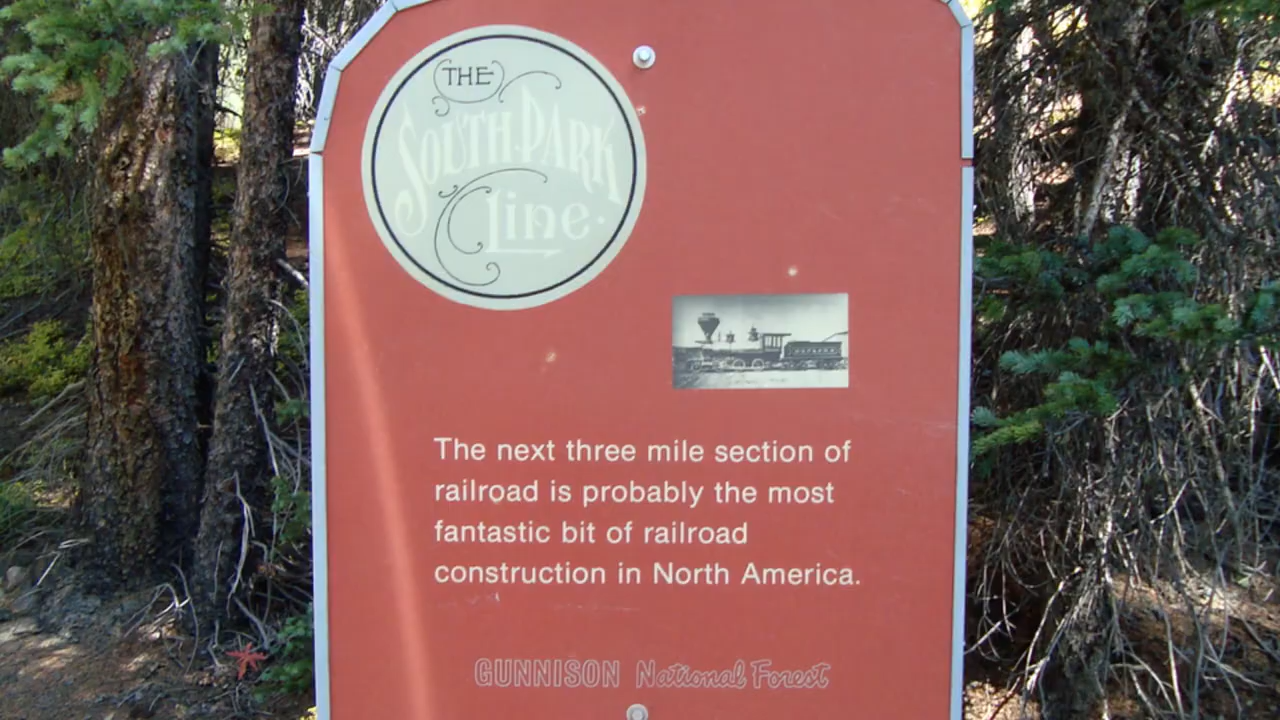 THE
SOUTH PARK
Line
The next three mile section of
railroad is probably the most
fantastic bit of railroad
construction in North America.
GUNNISON National Forest